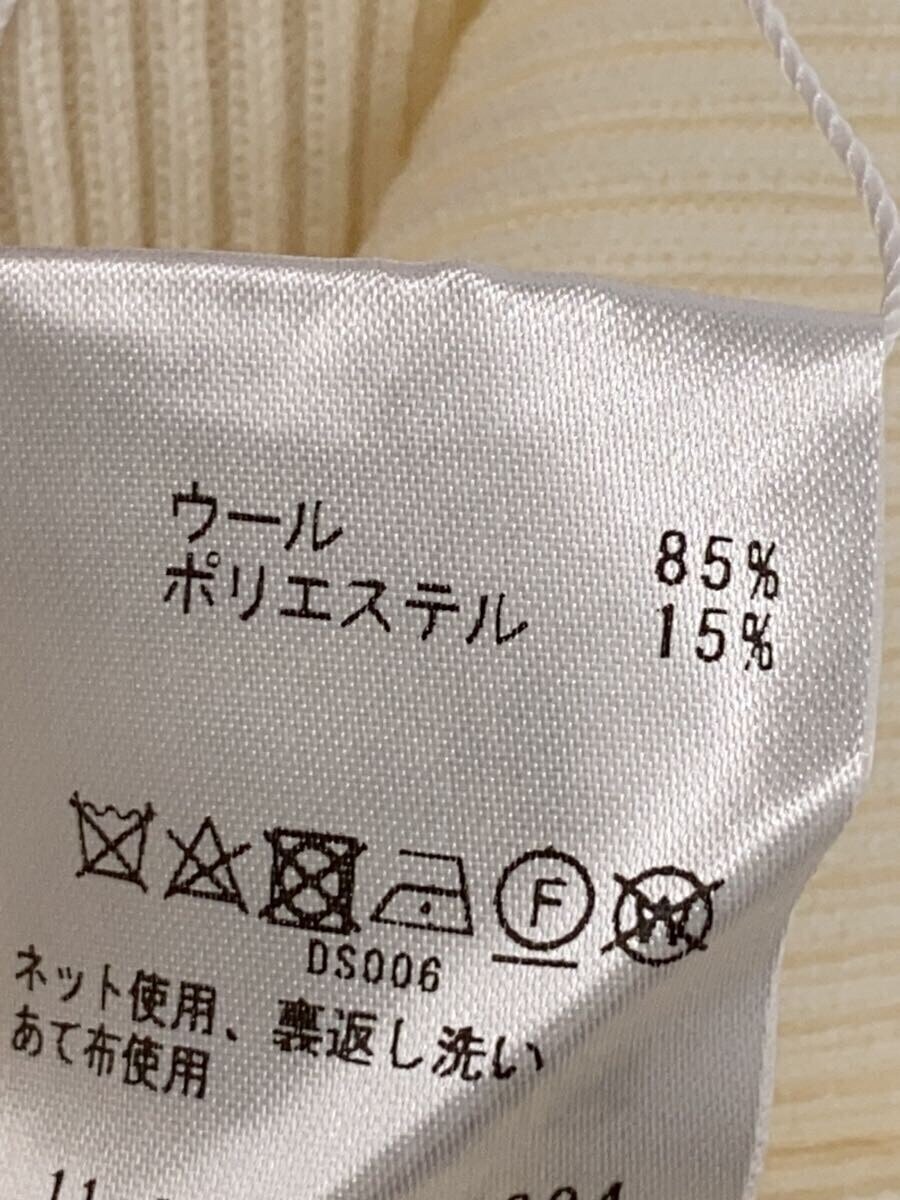 ウール 85%
ポリエステル 15%
F W
DS006
ネット使用、裏返し洗い
あて布使用